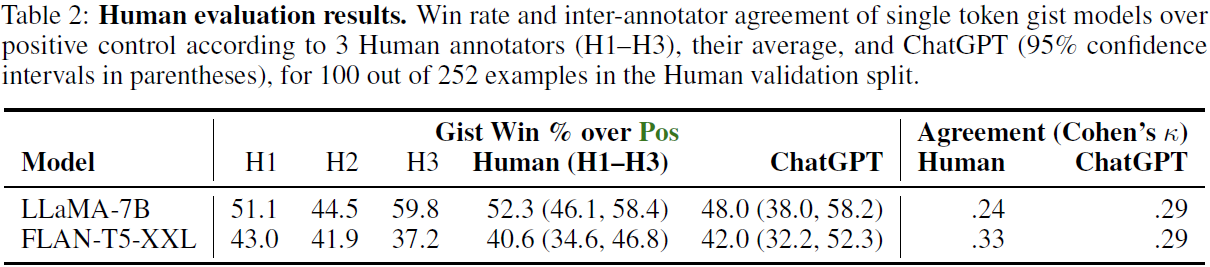 Table 2: Human evaluation results. Win rate and inter-annotator agreement of single token gist models over
positive control according to 3 Human annotators (H1–H3), their average, and ChatGPT (95% confidence
intervals in parentheses), for 100 out of 252 examples in the Human validation split.
Gist Win % over Pos Agreement (Cohen's κ)
Model H1 H2 H3 Human (H1–H3) ChatGPT Human ChatGPT
LLaMA-7B 51.1 44.5 59.8 52.3 (46.1, 58.4) 48.0 (38.0, 58.2) .24 .29
FLAN-T5-XXL 43.0 41.9 37.2 40.6 (34.6, 46.8) 42.0 (32.2, 52.3) .33 .29